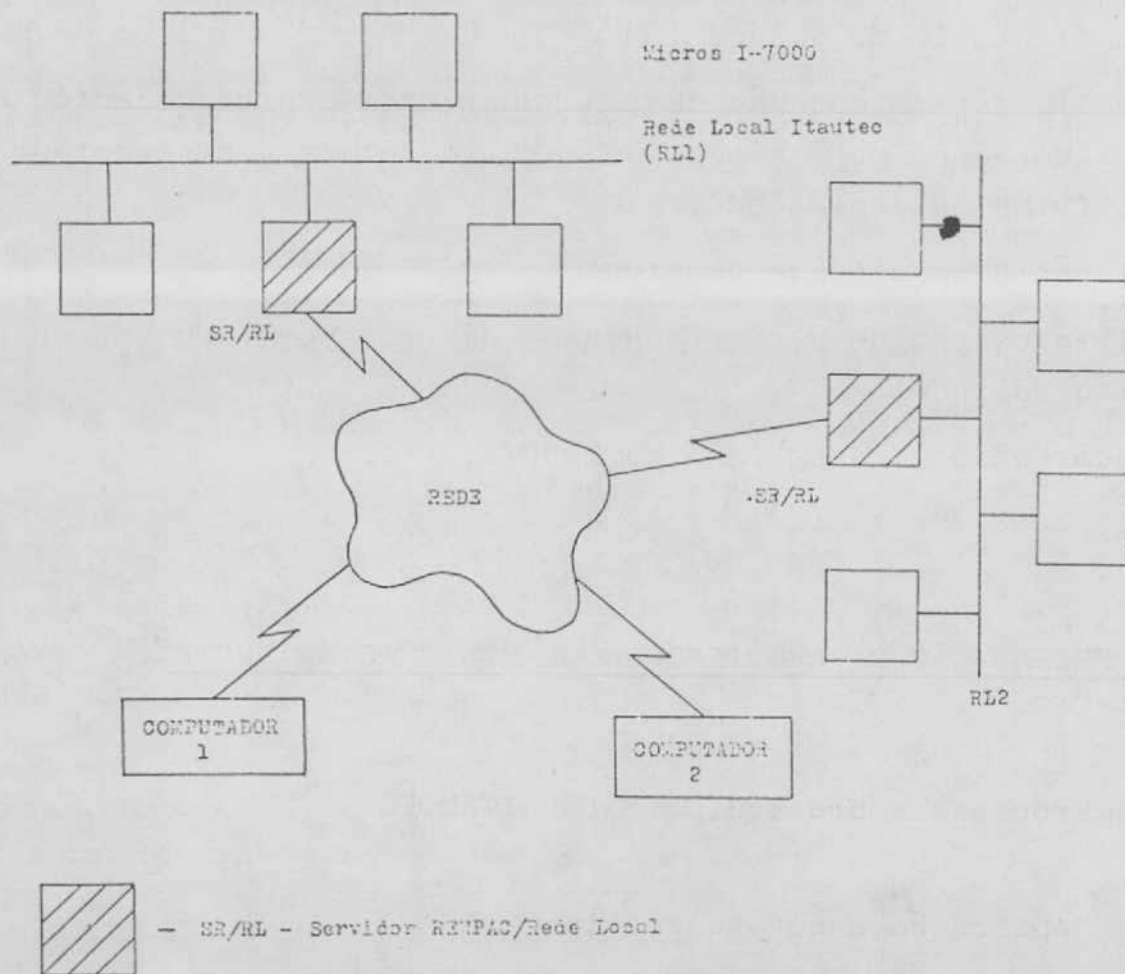 Micros I-7000
Rede Local Itautec
(RL1)
SR/RL
REDE
SR/RL
RL2
COMPUTADOR
1
COMPUTADOR
2
- SR/RL - Servidor RENPAC/Rede Local